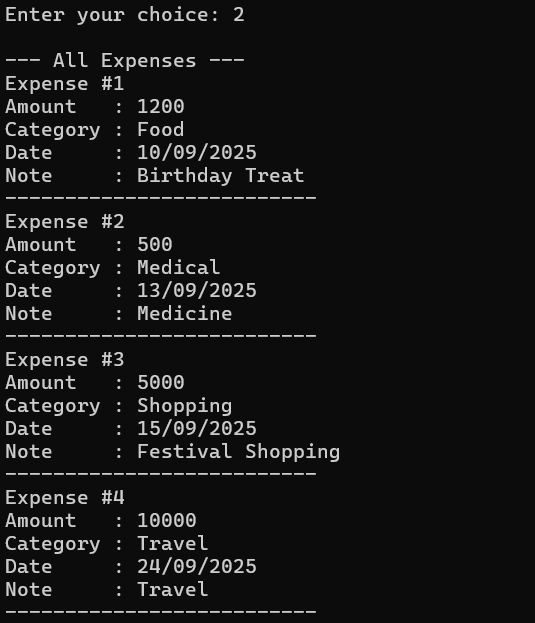 Enter your choice: 2
--- All Expenses ---
Expense #1
Amount   : 1200
Category : Food
Date     : 10/09/2025
Note     : Birthday Treat
--------------------------
Expense #2
Amount   : 500
Category : Medical
Date     : 13/09/2025
Note     : Medicine
--------------------------
Expense #3
Amount   : 5000
Category : Shopping
Date     : 15/09/2025
Note     : Festival Shopping
--------------------------
Expense #4
Amount   : 10000
Category : Travel
Date     : 24/09/2025
Note     : Travel
--------------------------